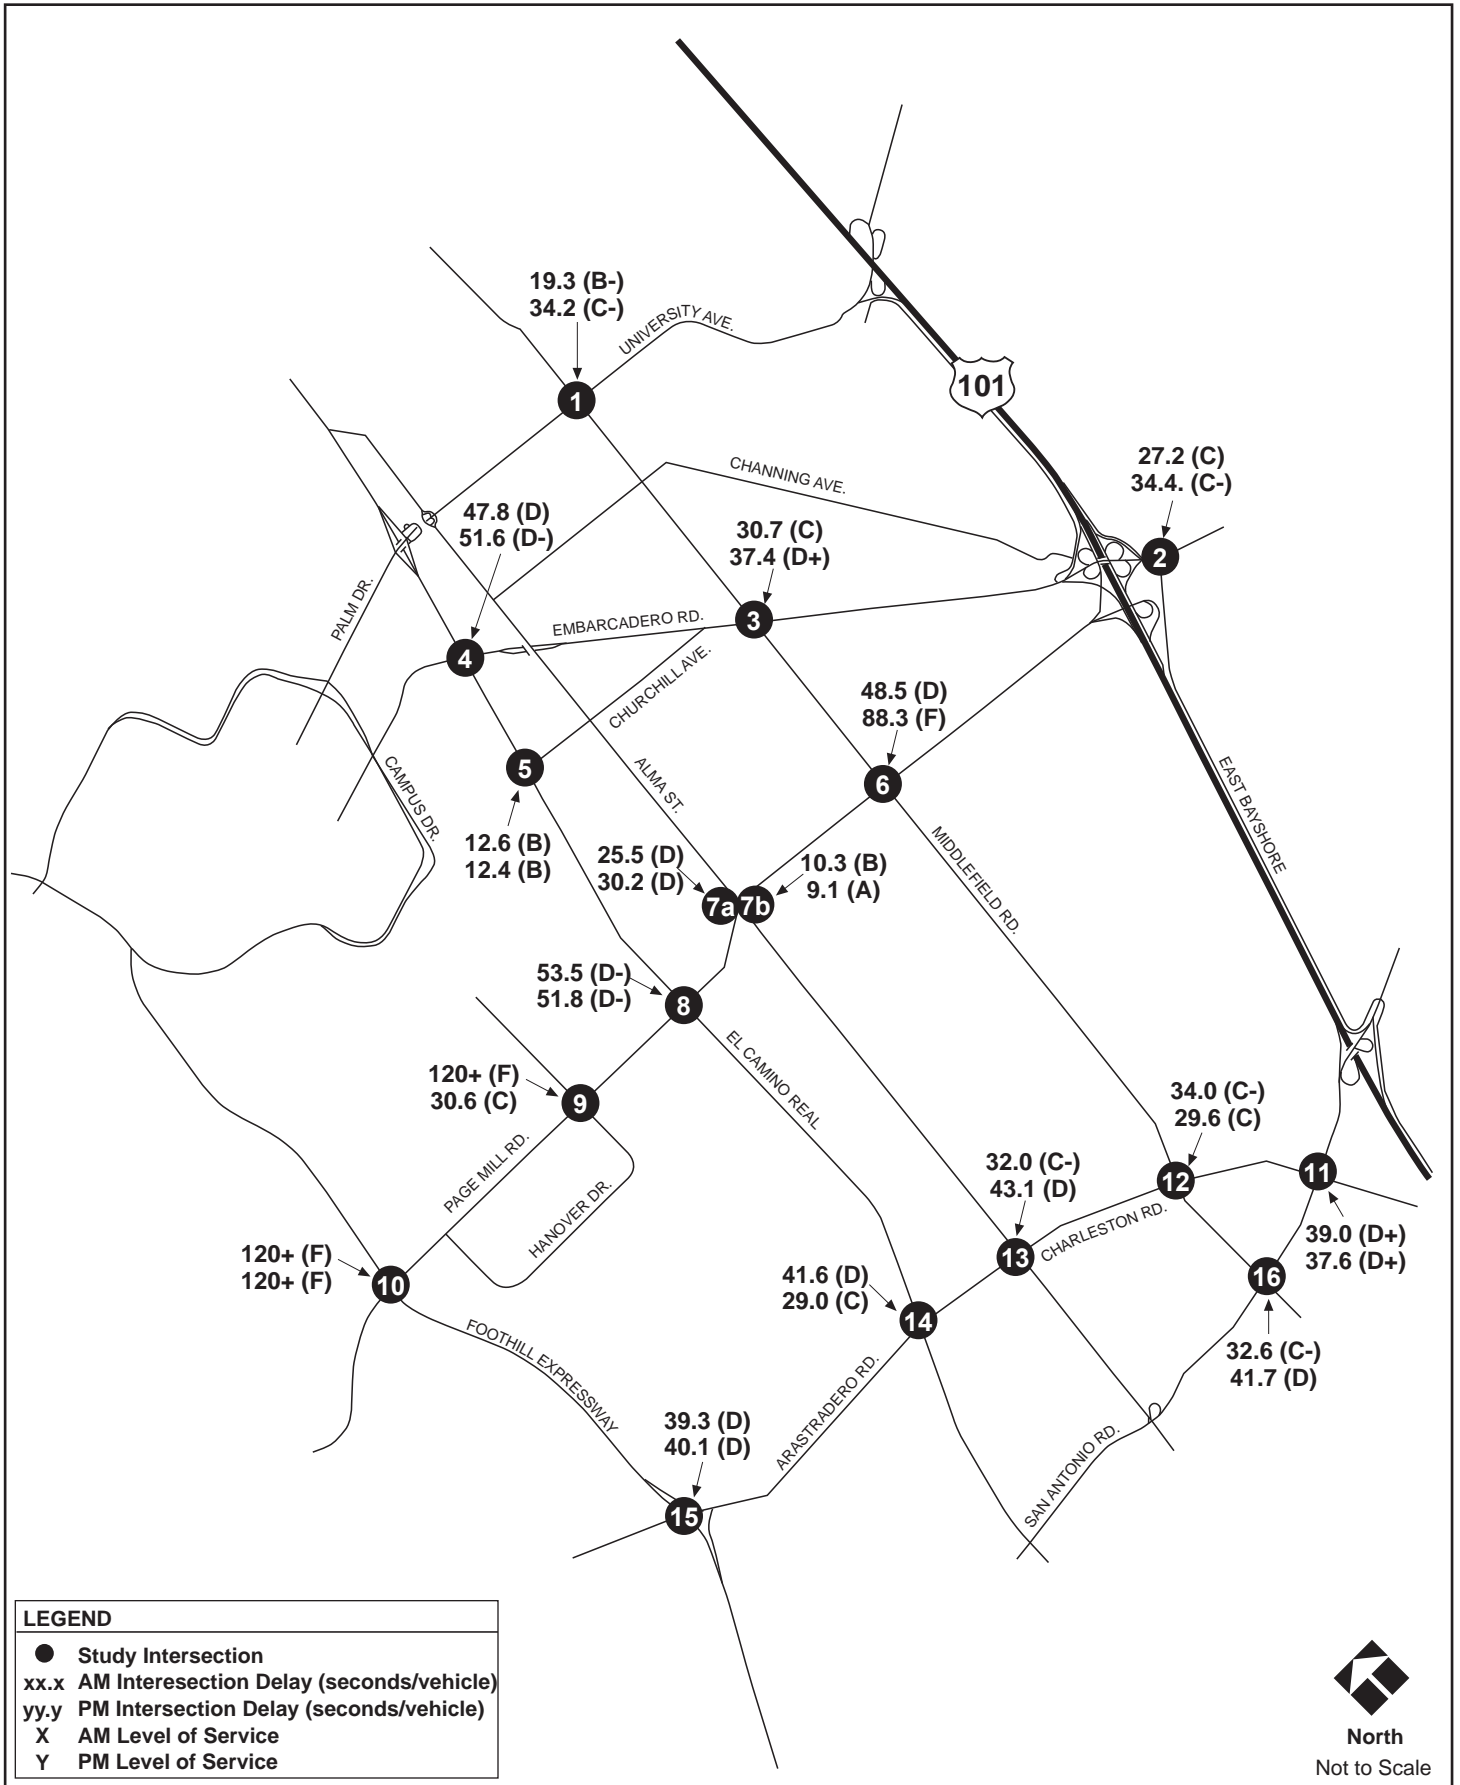 19.3 (B-)
34.2 (C-)
UNIVERSITY AVE.
1
101
27.2 (C)
34.4. (C-)
2
CHANNING AVE.
47.8 (D)
51.6 (D-)
30.7 (C)
37.4 (D+)
PALM DR.
EMBARCADERO RD.
3
4
CHURCHILL AVE.
48.5 (D)
88.3 (F)
5
CAMPUS DR.
ALMA ST.
6
EAST BAYSHORE
12.6 (B)
12.4 (B)
25.5 (D)
30.2 (D)
10.3 (B)
9.1 (A)
MIDDLEFIELD RD.
7a
7b
53.5 (D-)
51.8 (D-)
8
EL CAMINO REAL
120+ (F)
30.6 (C)
9
34.0 (C-)
29.6 (C)
PAGE MILL RD.
HANOVER DR.
32.0 (C-)
43.1 (D)
12
11
CHARLESTON RD.
39.0 (D+)
37.6 (D+)
120+ (F)
120+ (F)
10
13
16
41.6 (D)
29.0 (C)
14
FOOTHILL EXPRESSWAY
32.6 (C-)
41.7 (D)
ARASTRADERO RD.
39.3 (D)
40.1 (D)
SAN ANTONIO RD.
15
LEGEND
Study Intersection
xx.x AM Interesection Delay (seconds/vehicle)
yy.y PM Intersection Delay (seconds/vehicle)
X AM Level of Service
Y PM Level of Service
North
Not to Scale